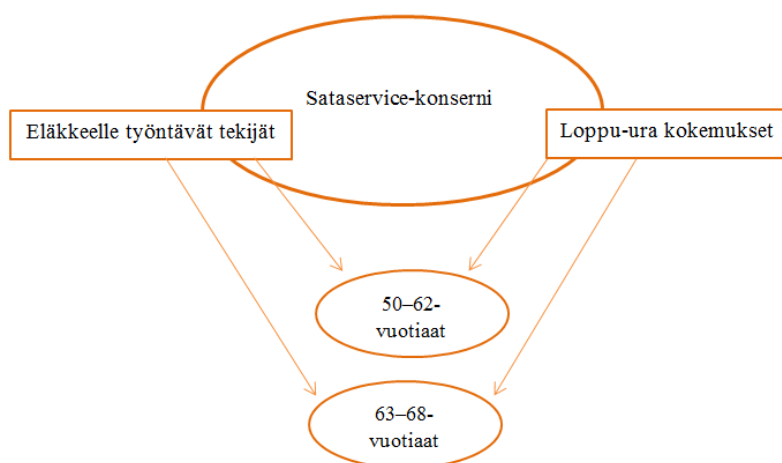 Sataservice-konserni
Eläkkeelle työntävät tekijät
Loppu-ura kokemukset
50–62-
vuotiaat
63–68-
vuotiaat